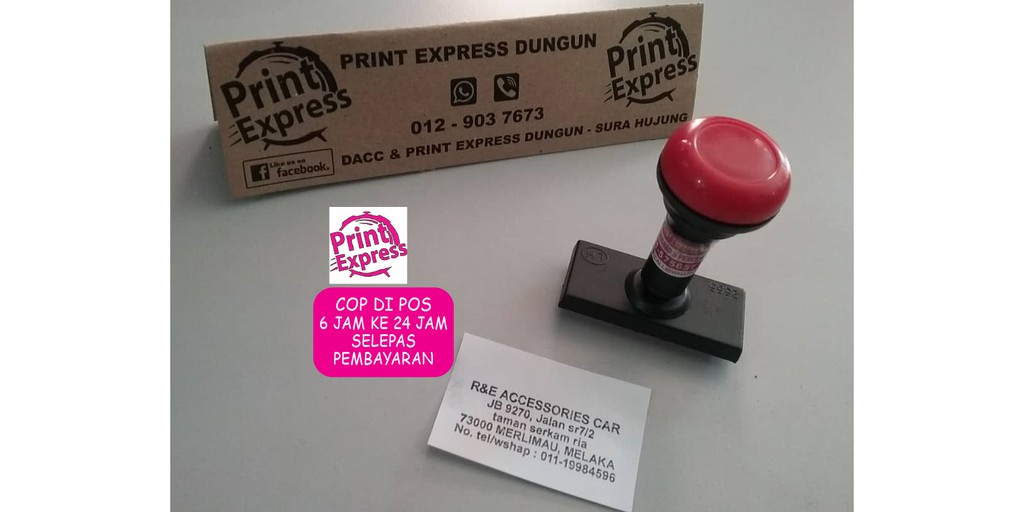 Print Express
PRINT EXPRESS DUNGUN
012 - 903 7673
DACC & PRINT EXPRESS DUNGUN - SURA HUJUNG
Like us on
facebook.
Print Express
Print Express
COP DI POS
6 JAM KE 24 JAM
SELEPAS
PEMBAYARAN
R&E ACCESSORIES CAR
JB 9270, Jalan sr7/2
taman serkam ria
73000 MERLIMAU, MELAKA
No. tel/wshap : 011-19984596